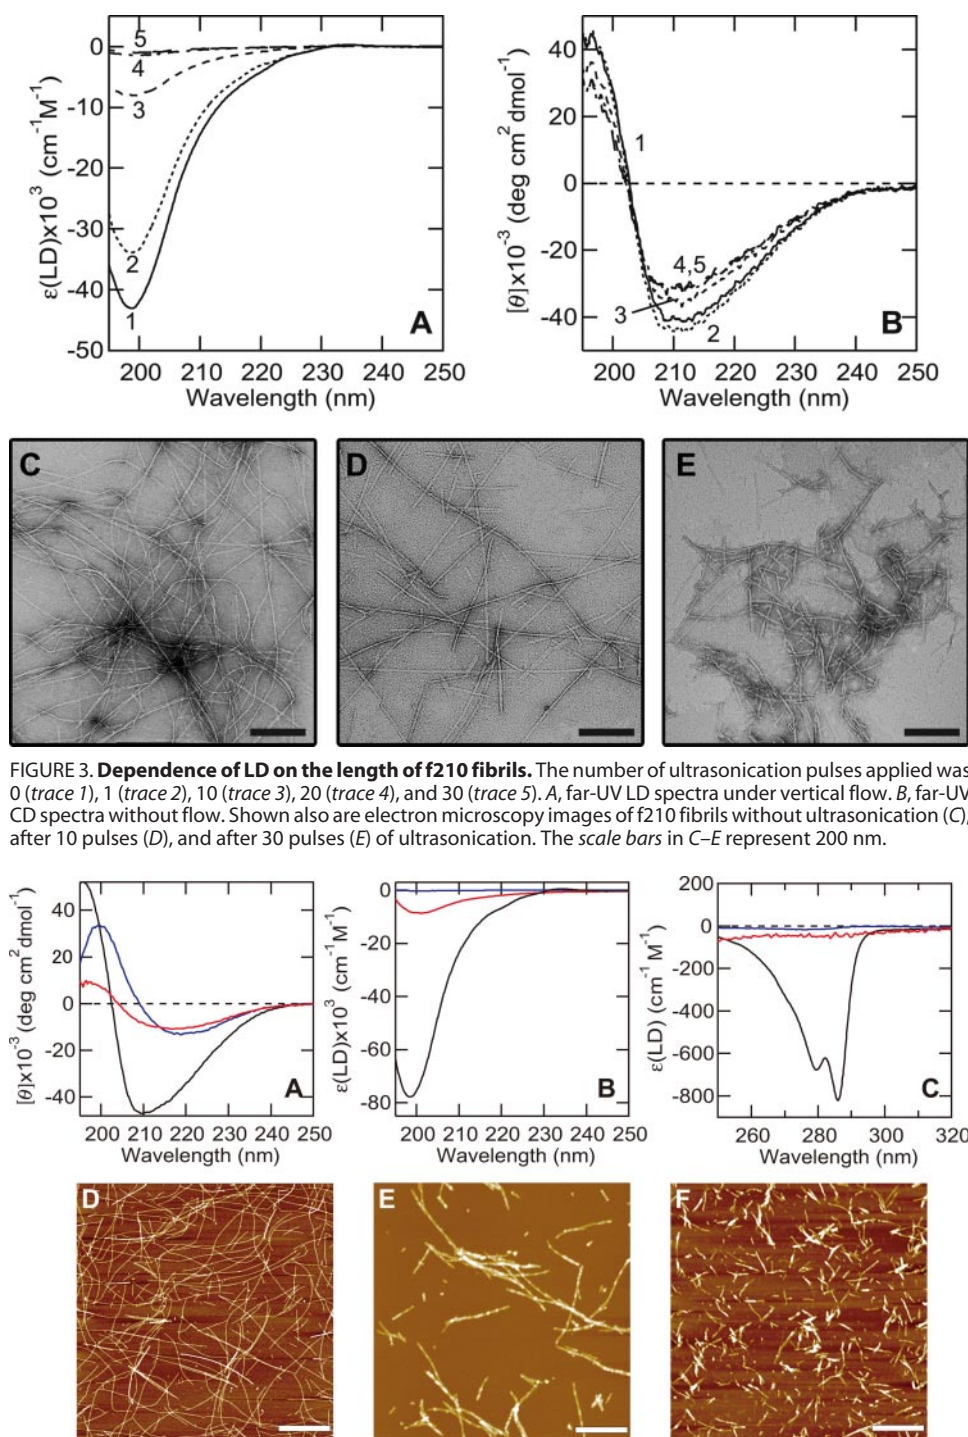 0
-10
-20
-30
-40
-50
ε(LD)x10³ (cm⁻¹M⁻¹)
5
4
3
2
1
A
200 210 220 230 240 250
Wavelength (nm)
40
20
0
-20
-40
[θ]x10⁻³ (deg cm² dmol⁻¹)
1
4,5
3
2
B
200 210 220 230 240 250
Wavelength (nm)
C
D
E
FIGURE 3. Dependence of LD on the length of f210 fibrils. The number of ultrasonication pulses applied was
0 (trace 1), 1 (trace 2), 10 (trace 3), 20 (trace 4), and 30 (trace 5). A, far-UV LD spectra under vertical flow. B, far-UV
CD spectra without flow. Shown also are electron microscopy images of f210 fibrils without ultrasonication (C),
after 10 pulses (D), and after 30 pulses (E) of ultrasonication. The scale bars in C–E represent 200 nm.
40
20
0
-20
-40
[θ]x10⁻³ (deg cm² dmol⁻¹)
A
200 210 220 230 240 250
Wavelength (nm)
0
-20
-40
-60
-80
ε(LD)x10³ (cm⁻¹M⁻¹)
B
200 210 220 230 240 250
Wavelength (nm)
200
0
-200
-400
-600
-800
ε(LD) (cm⁻¹ M⁻¹)
C
260 280 300 320
Wavelength (nm)
D
E
F